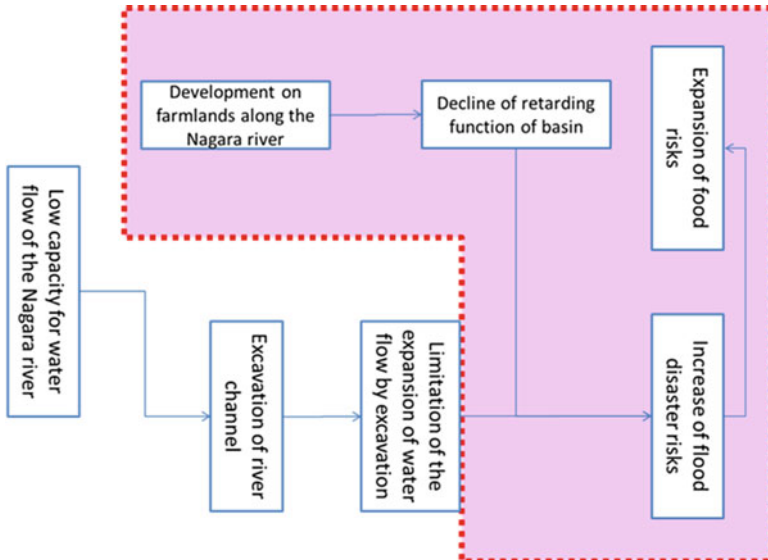 Development on
farmlands along the
Nagara river
Decline of retarding
function of basin
Expansion of food
risks
Low capacity for water
flow of the Nagara river
Excavation of river
channel
Limitation of the
expansion of water
flow by excavation
Increase of flood
disaster risks